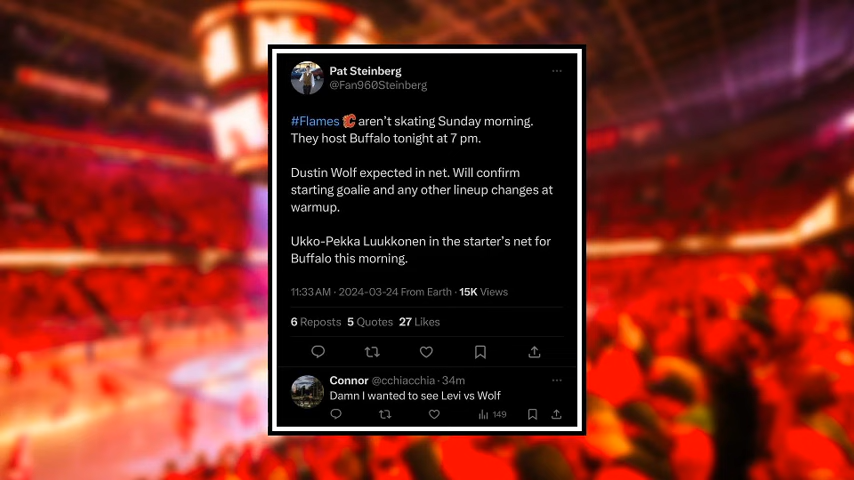 Pat Steinberg
@Fan960Steinberg
#Flames aren't skating Sunday morning.
They host Buffalo tonight at 7 pm.
Dustin Wolf expected in net. Will confirm
starting goalie and any other lineup changes at
warmup.
Ukko-Pekka Luukkonen in the starter's net for
Buffalo this morning.
11:33 AM · 2024-03-24 From Earth · 15K Views
6 Reposts 5 Quotes 27 Likes
Connor @cchiacchia · 34m
Damn I wanted to see Levi vs Wolf
149